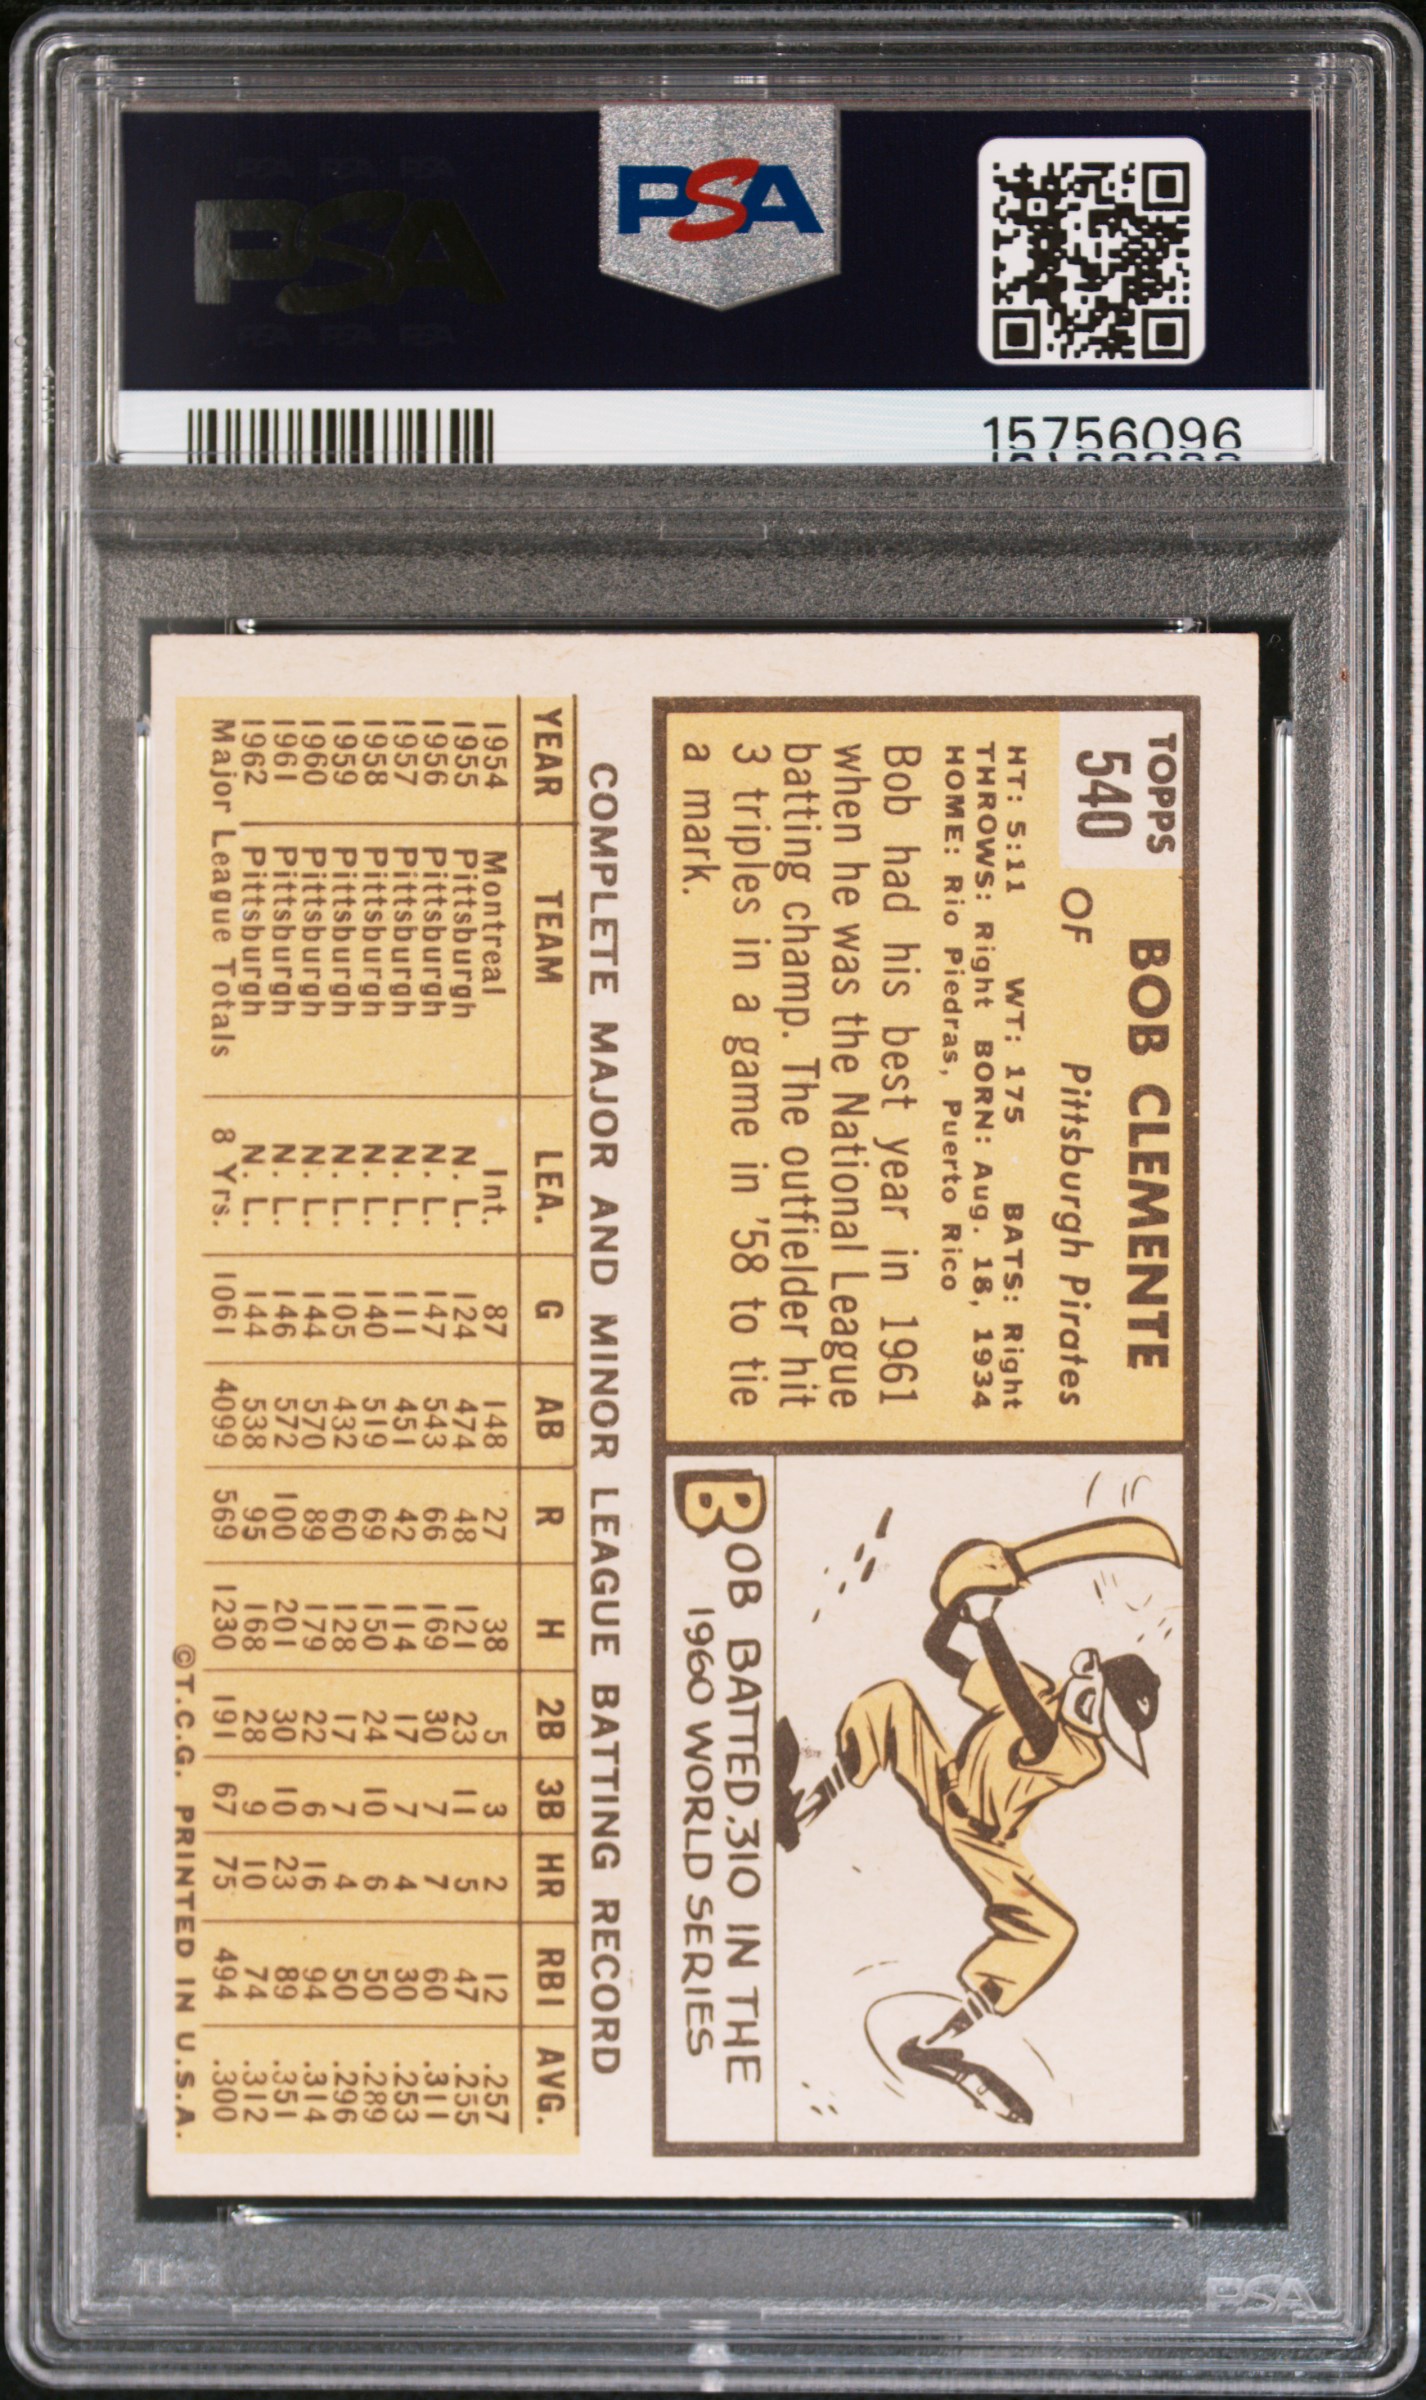 PSA
PSA PSA PSA
PSA
PSA PSA PSA
15756096
TOPPS
540
BOB CLEMENTE
OF Pittsburgh Pirates
HT: 5:11 WT: 175 BATS: Right
THROWS: Right BORN: Aug. 18, 1934
HOME: Rio Piedras, Puerto Rico
Bob had his best year in 1961
when he was the National League
batting champ. The outfielder hit
3 triples in a game in '58 to tie
a mark.
BOB BATTED .310 IN THE
1960 WORLD SERIES
COMPLETE MAJOR AND MINOR LEAGUE BATTING RECORD
YEAR TEAM LEA. G AB R H 2B 3B HR RBI AVG.
1954 Montreal Int. 87 148 27 38 5 3 2 12 .257
1955 Pittsburgh N. L. 124 474 48 121 23 11 5 47 .255
1956 Pittsburgh N. L. 147 543 66 169 30 7 7 60 .311
1957 Pittsburgh N. L. 111 451 42 114 17 7 4 30 .253
1958 Pittsburgh N. L. 140 519 69 150 24 10 6 50 .289
1959 Pittsburgh N. L. 105 432 60 128 17 7 4 50 .296
1960 Pittsburgh N. L. 144 570 89 179 22 6 16 94 .314
1961 Pittsburgh N. L. 146 572 100 201 30 10 23 89 .351
1962 Pittsburgh N. L. 144 538 95 168 28 9 10 74 .312
Major League Totals 8 Yrs. 1061 4099 569 1230 191 67 75 494 .300
©T.C.G. PRINTED IN U.S.A.
PSA